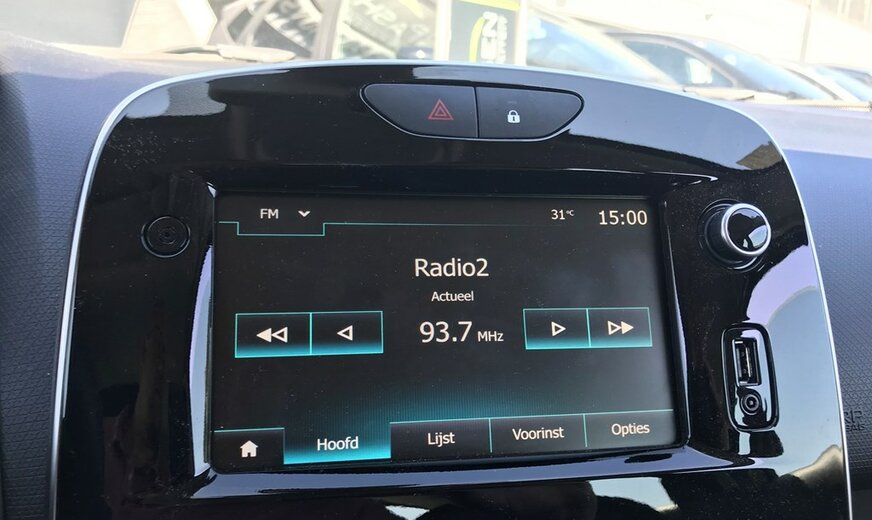 FM
31°C
15:00
Radio2
Actueel
93.7 MHz
Hoofd
Lijst
Voorinst
Opties